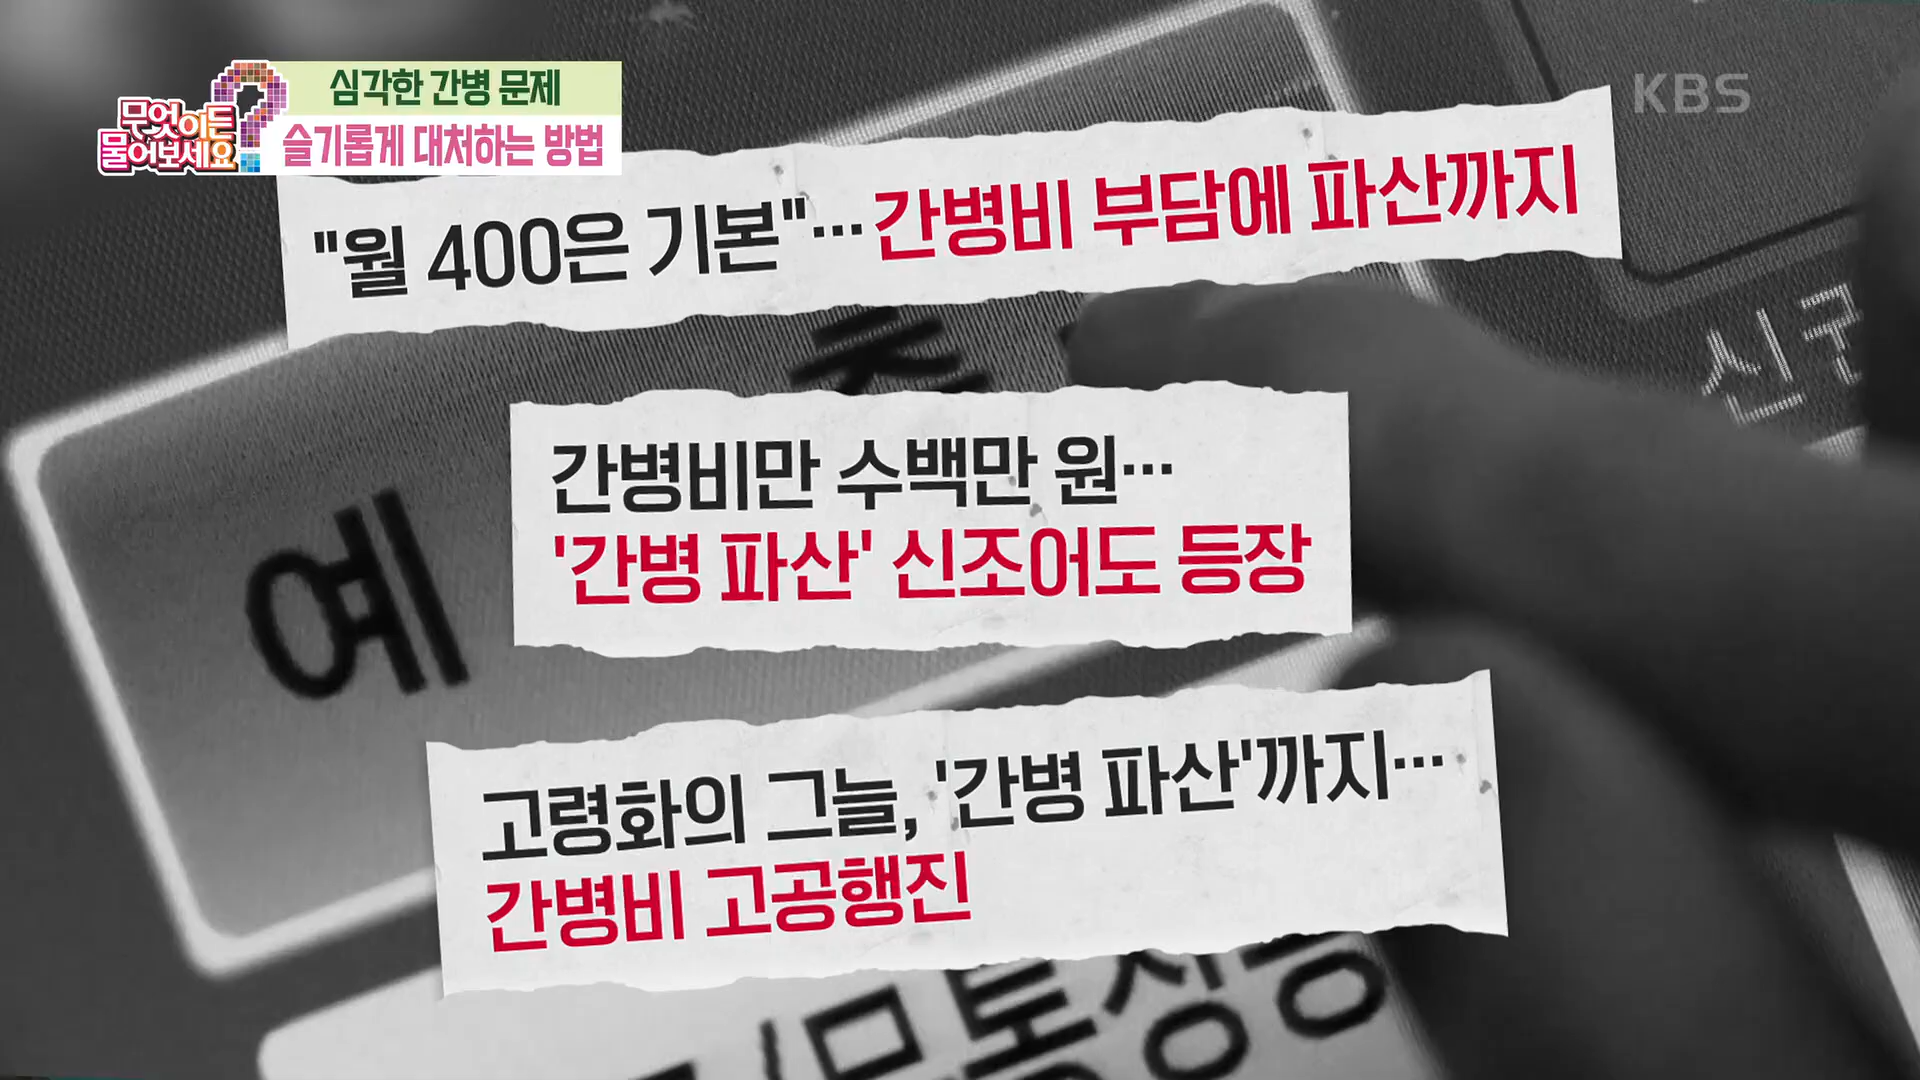 무엇이든
물어보세요
심각한 간병 문제
슬기롭게 대처하는 방법
KBS
"월 400은 기본"…간병비 부담에 파산까지
간병비만 수백만 원…
'간병 파산' 신조어도 등장
예
고령화의 그늘, '간병 파산'까지…
간병비 고공행진